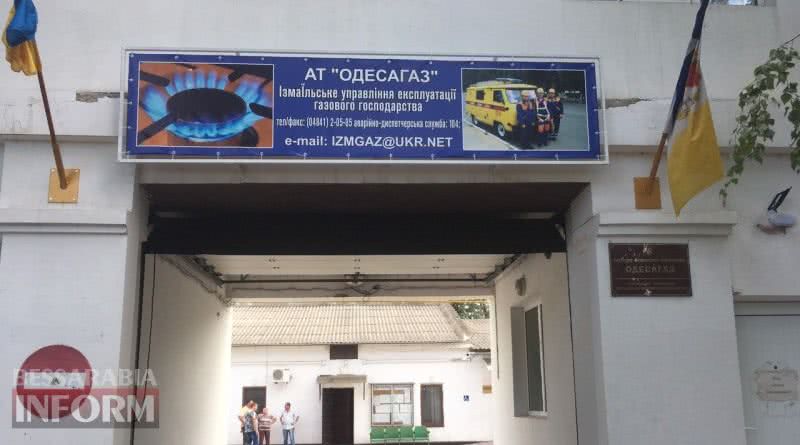 АТ "ОДЕСАГАЗ"
Ізмаїльське управління експлуатації
газового господарства
тел/факс: (04841) 2-05-85 аварійно-диспетчерська служба: 104;
e-mail: IZMGAZ@UKR.NET
ОДЕСАГАЗ
BESSARABIA
INFORM